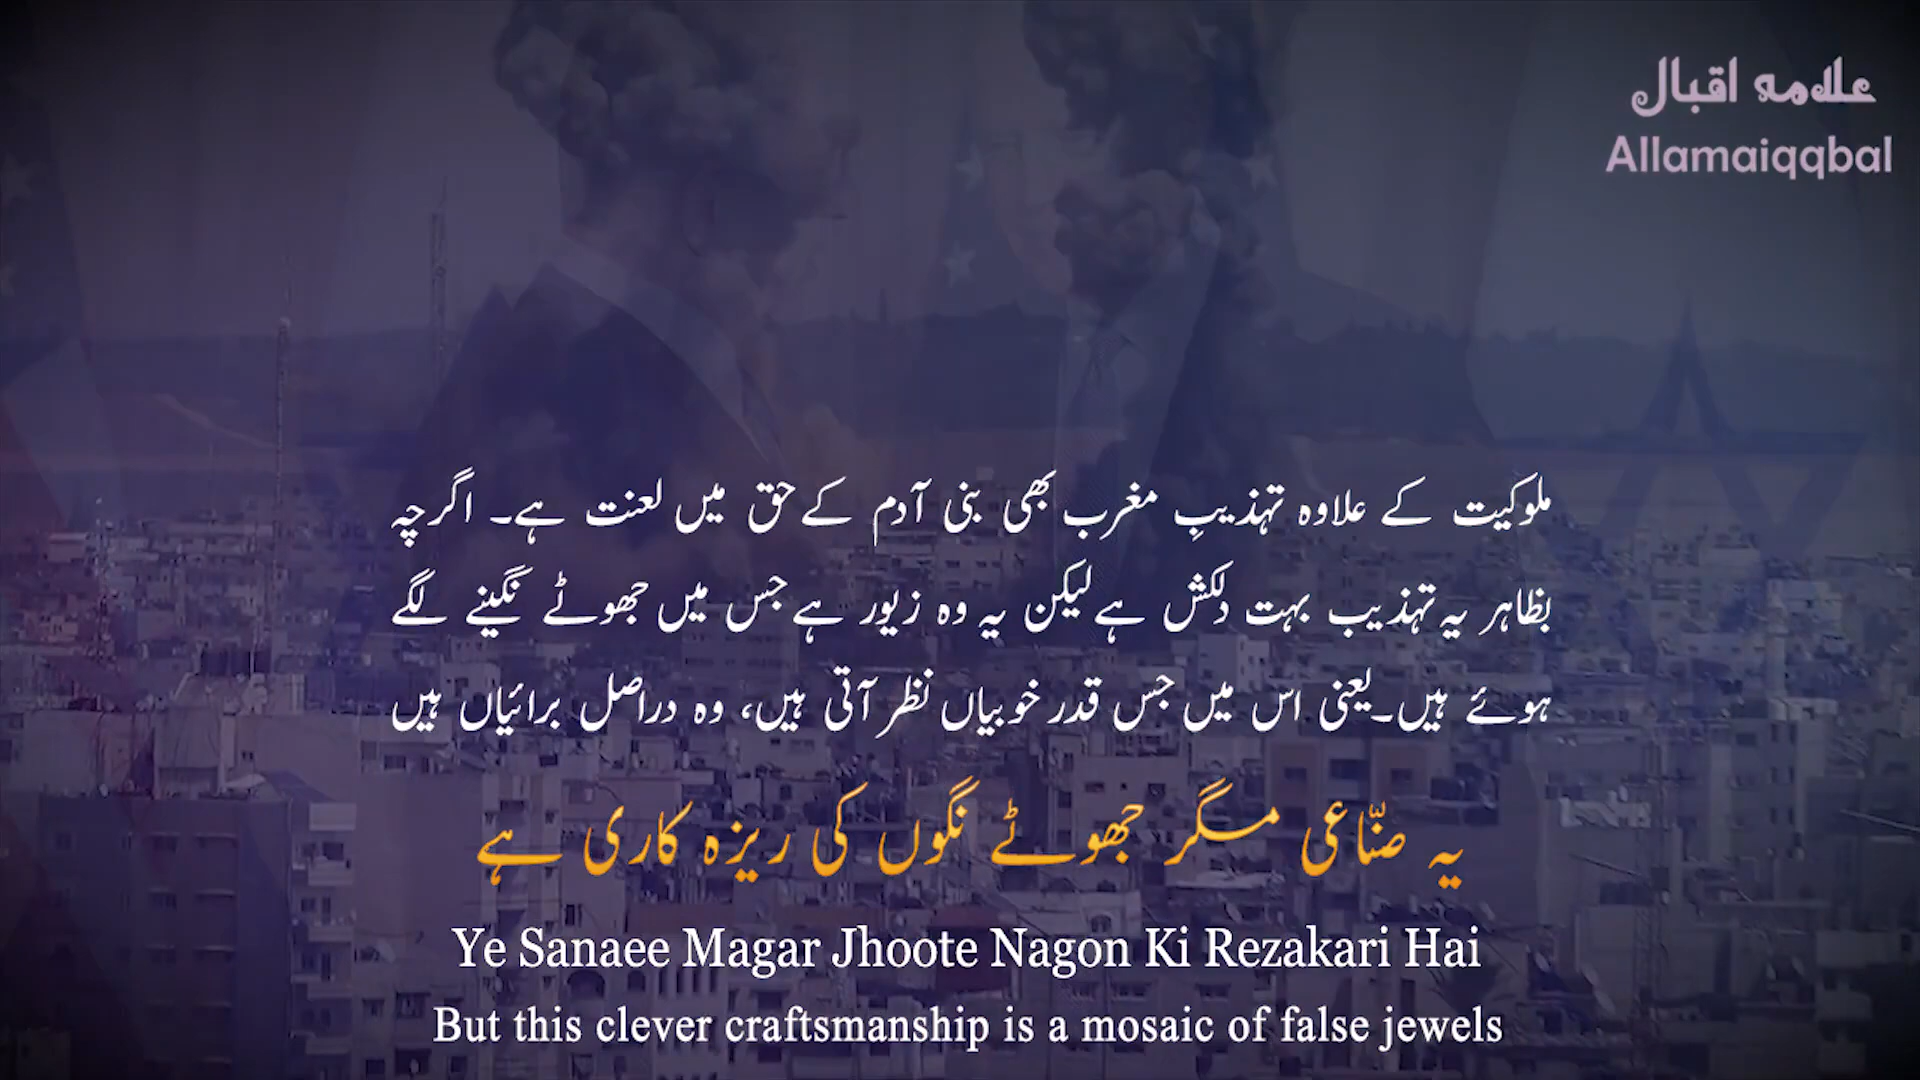 علامہ اقبال
Allamaiqqbal
ملوکیت کے علاوہ تہذیبِ مغرب بھی بنی آدم کے حق میں لعنت ہے۔ اگرچہ
بظاہر یہ تہذیب بہت دلکش ہے لیکن یہ وہ زیور ہے جس میں جھوٹے نگینے لگے
ہوئے ہیں۔ یعنی اس میں جس قدر خوبیاں نظر آتی ہیں، وہ دراصل برائیاں ہیں
یہ صنّاعی مگر جھوٹے نگوں کی ریزہ کاری ہے
Ye Sanaee Magar Jhoote Nagon Ki Rezakari Hai
But this clever craftsmanship is a mosaic of false jewels